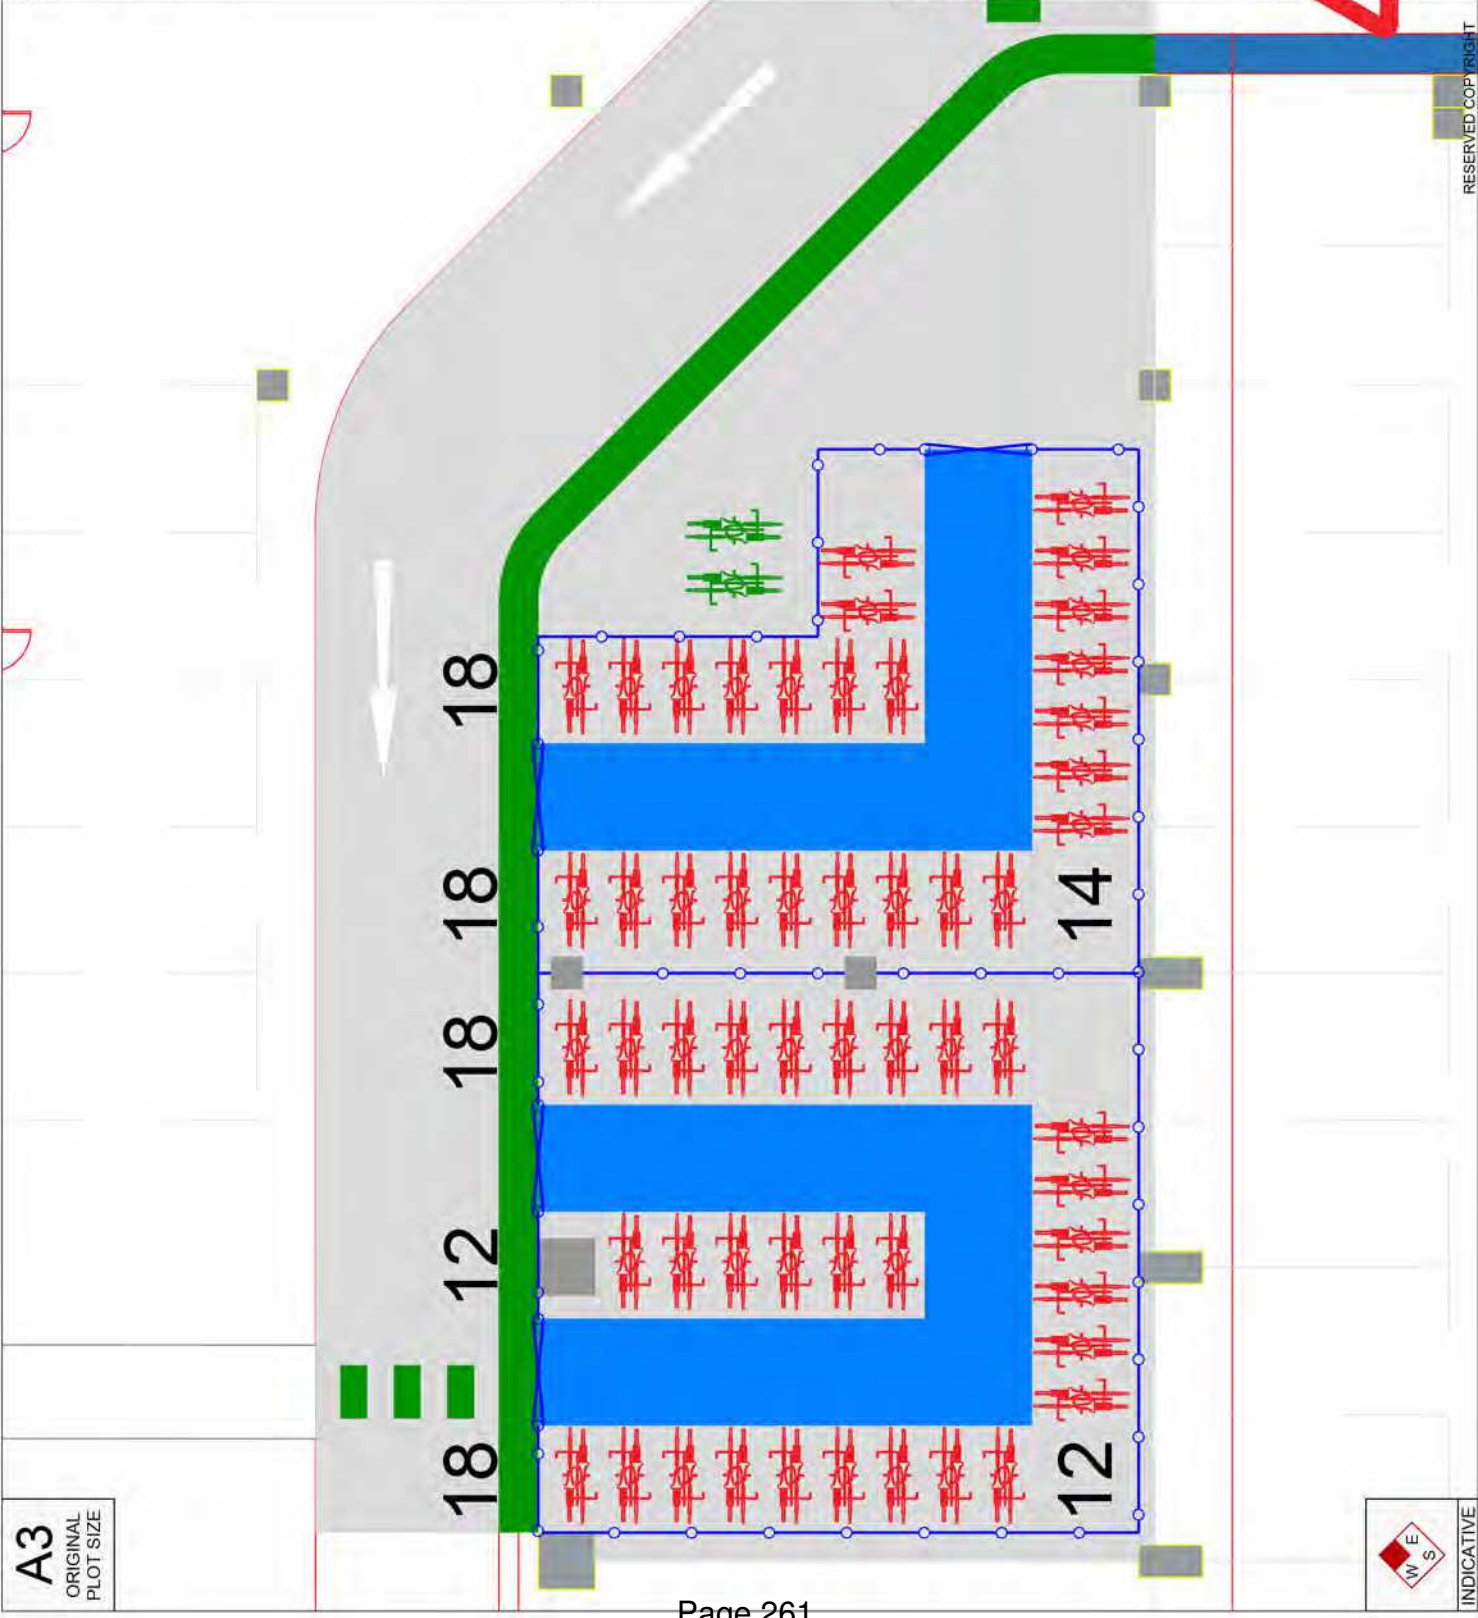 RESERVED COPYRIGHT
18
18
14
18
12
18
12
A3
ORIGINAL
PLOT SIZE
W E
S
INDICATIVE
Page 261